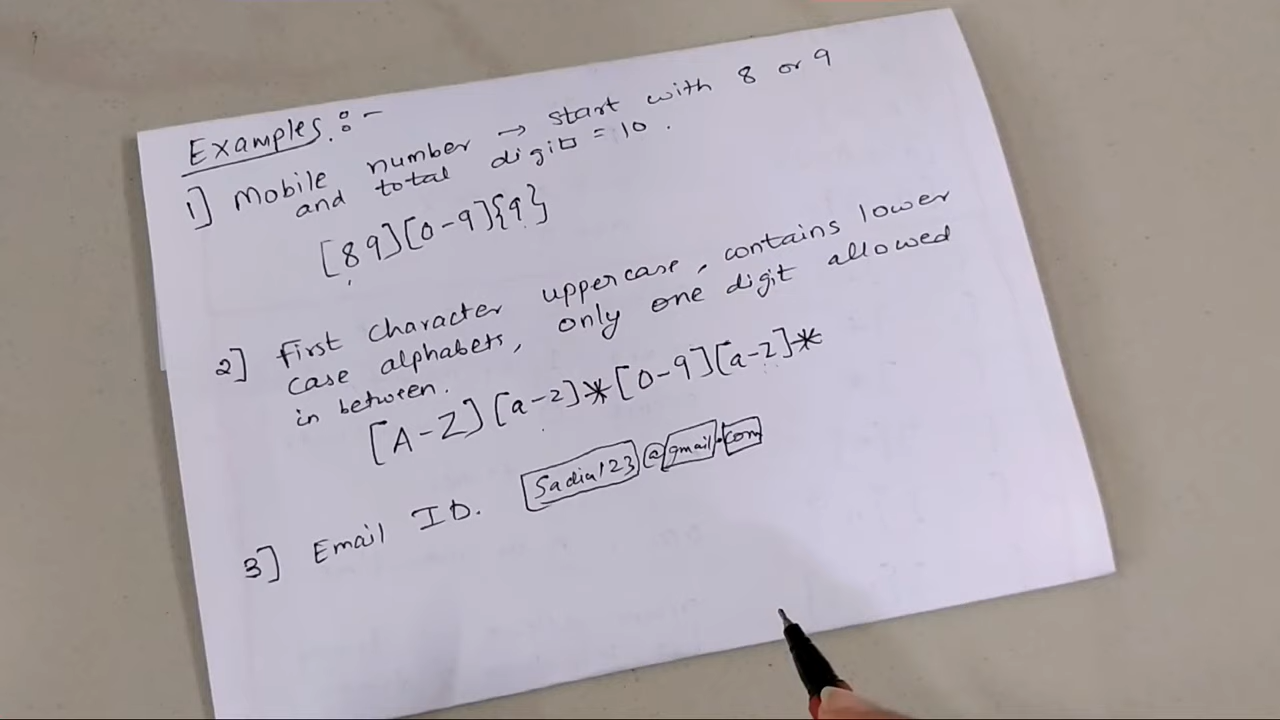 Examples :-
1] Mobile number → start with 8 or 9
and total digits = 10 .
[89][0-9]{9}
2] First character uppercase, contains lower
case alphabets, only one digit allowed
in between.
[A-Z][a-z]*[0-9][a-z]*
3] Email ID. Sadia123@gmail.com